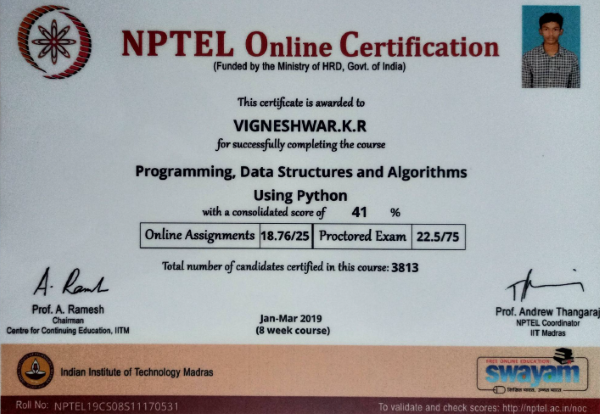 NPTEL Online Certification
(Funded by the Ministry of HRD, Govt. of India)
This certificate is awarded to
VIGNESHWAR.K.R
for successfully completing the course
Programming, Data Structures and Algorithms
Using Python
with a consolidated score of 41 %
Online Assignments 18.76/25 Proctored Exam 22.5/75
Total number of candidates certified in this course: 3813
Prof. A. Ramesh
Chairman
Centre for Continuing Education, IITM
Jan-Mar 2019
(8 week course)
Prof. Andrew Thangaraj
NPTEL Coordinator
IIT Madras
Indian Institute of Technology Madras
FREE ONLINE EDUCATION
swayam
Roll No: NPTEL19CS08S11170531
To validate and check scores: http://nptel.ac.in/noc